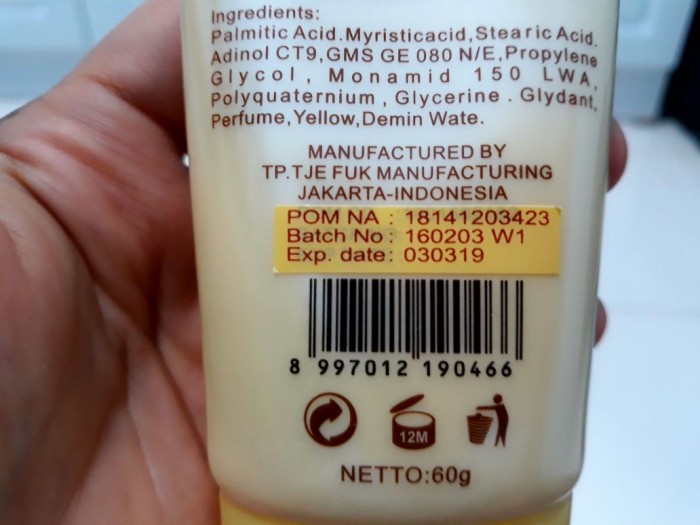 Ingredients:
Palmitic Acid.Myristicacid,Stearic Acid.
Adinol CT9,GMS GE 080 N/E,Propylene
Glycol, Monamid 150 LWA,
Polyquaternium, Glycerine. Glydant,
Perfume,Yellow,Demin Wate.
MANUFACTURED BY
TP.TJE FUK MANUFACTURING
JAKARTA-INDONESIA
POM NA : 18141203423
Batch No: 160203 W1
Exp. date: 030319
8 997012 190466
12M
NETTO:60g